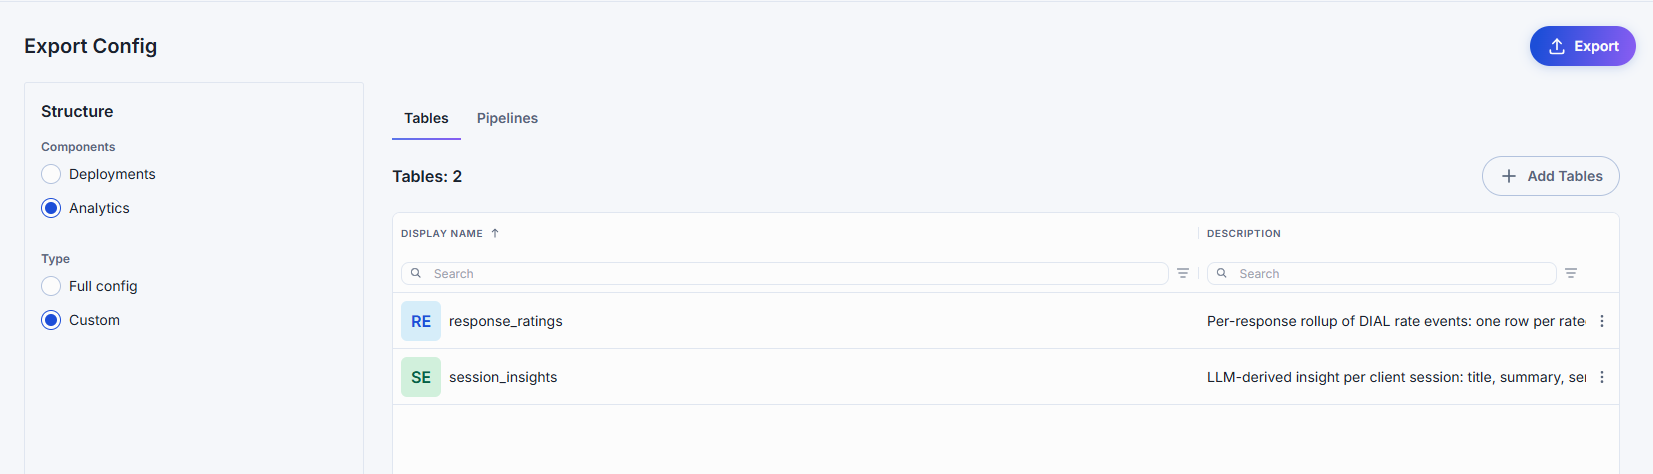 Export Config
Export
Structure
Components
Deployments
Analytics
Type
Full config
Custom
Tables
Pipelines
Tables: 2
Add Tables
DISPLAY NAME
DESCRIPTION
Search
Search
RE
response_ratings
Per-response rollup of DIAL rate events: one row per rate
SE
session_insights
LLM-derived insight per client session: title, summary, se